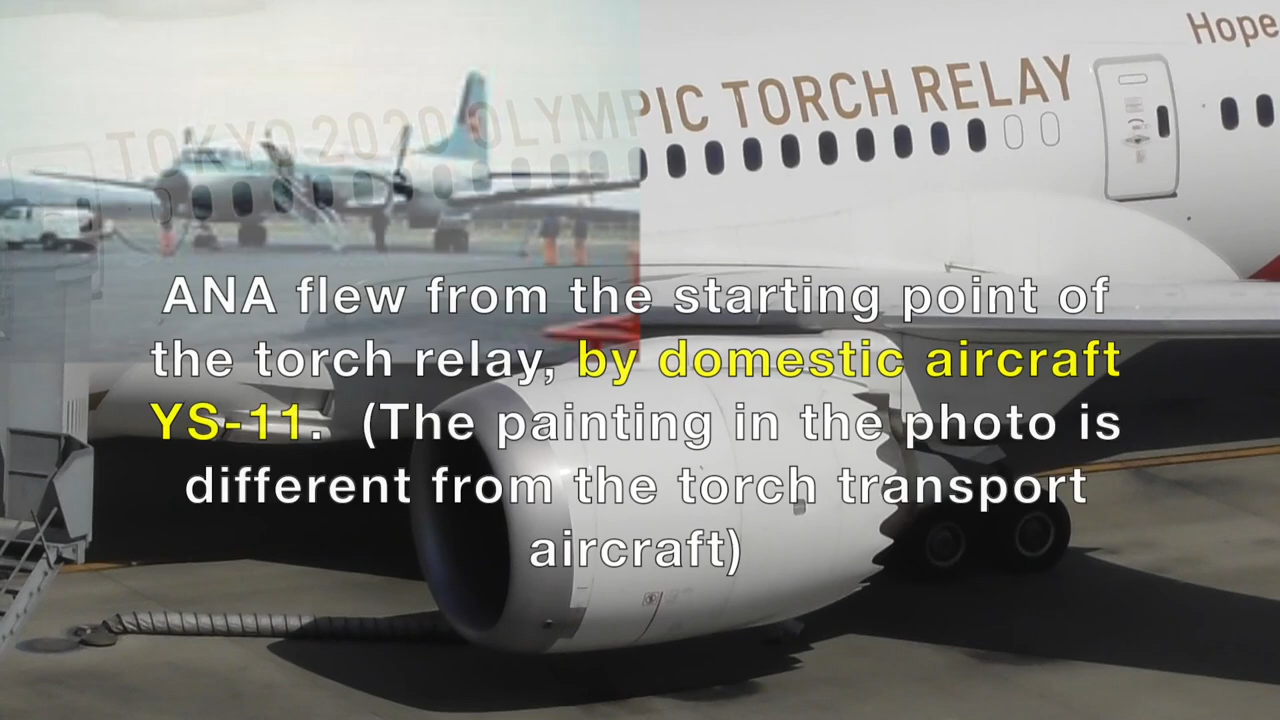 Hope
TOKYO 2020 OLYMPIC TORCH RELAY
ANA flew from the starting point of
the torch relay, by domestic aircraft
YS-11.  (The painting in the photo is
different from the torch transport
aircraft)